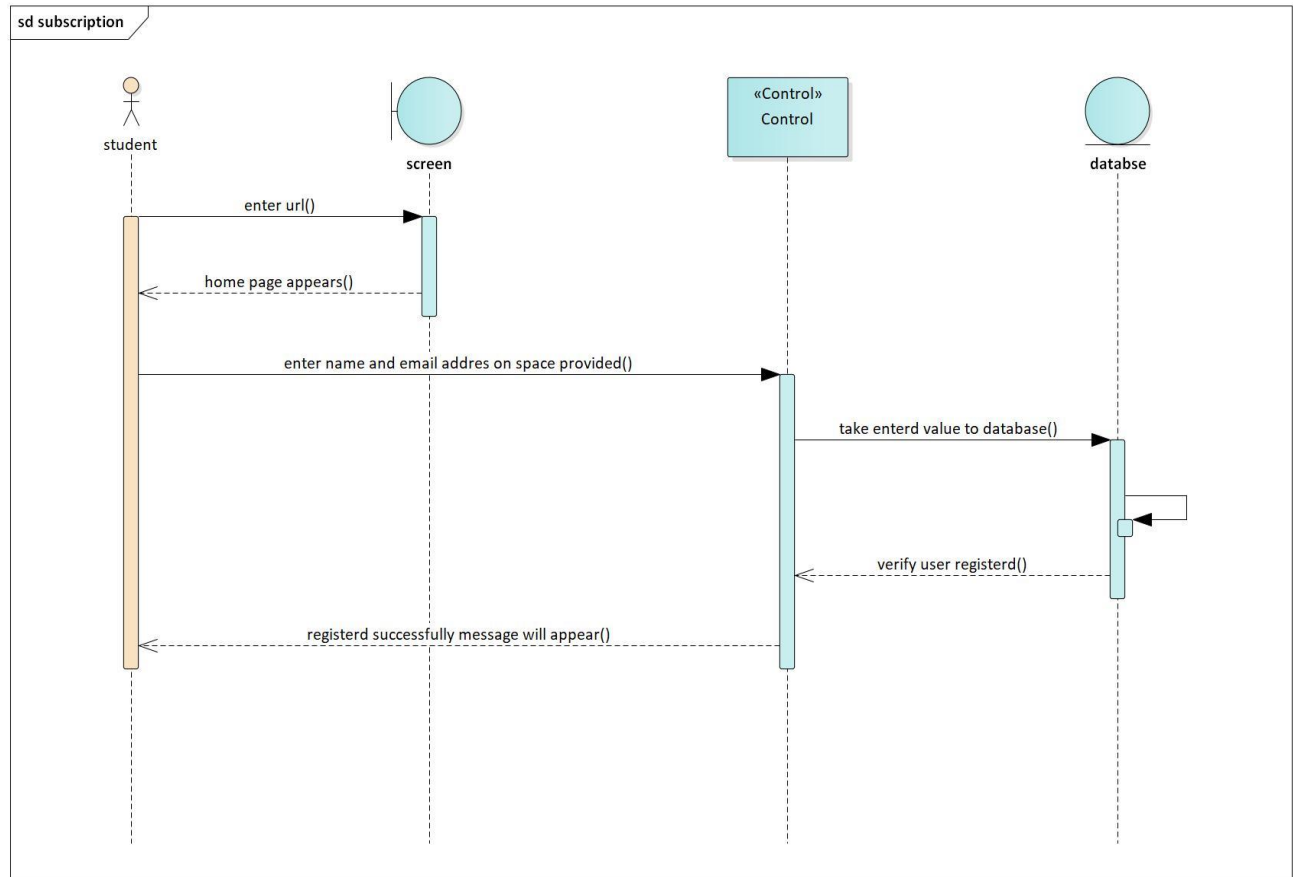 sd subscription
«Control»
Control
student
screen
databse
enter url()
home page appears()
enter name and email addres on space provided()
take enterd value to database()
verify user registerd()
registerd successfully message will appear()